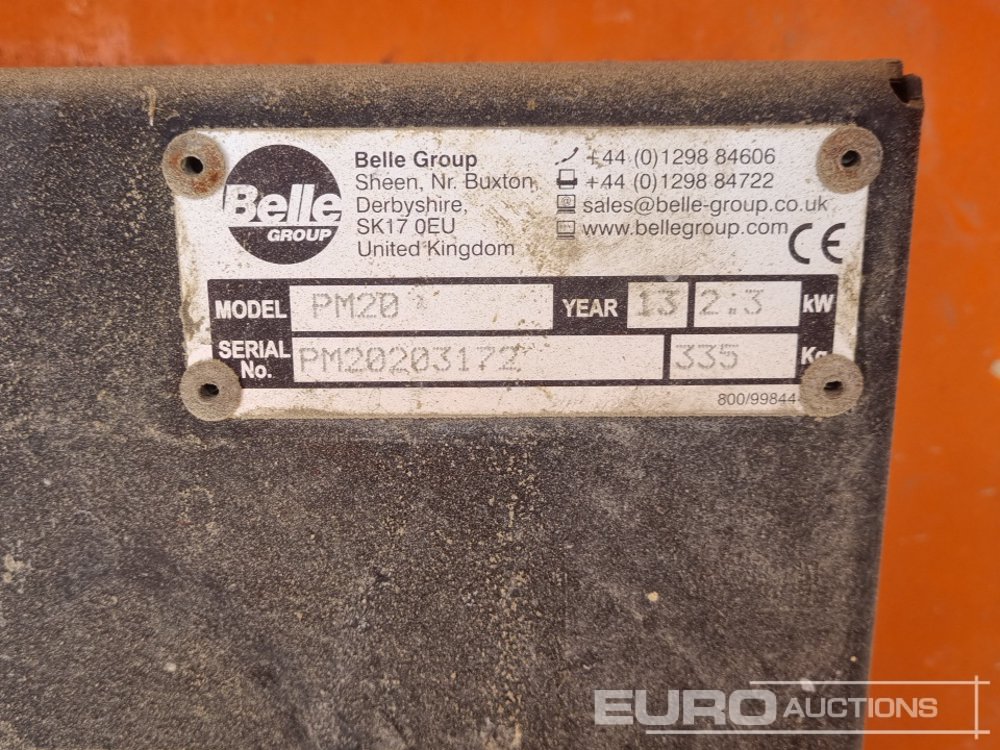 Belle
GROUP
Belle Group
Sheen, Nr. Buxton,
Derbyshire,
SK17 0EU
United Kingdom
+44 (0)1298 84606
+44 (0)1298 84722
sales@belle-group.co.uk
www.bellegroup.com
CE
MODEL PM20 YEAR 13 2.3 kW
SERIAL No. PM20203172 335 Kg
800/99844
EURO AUCTIONS